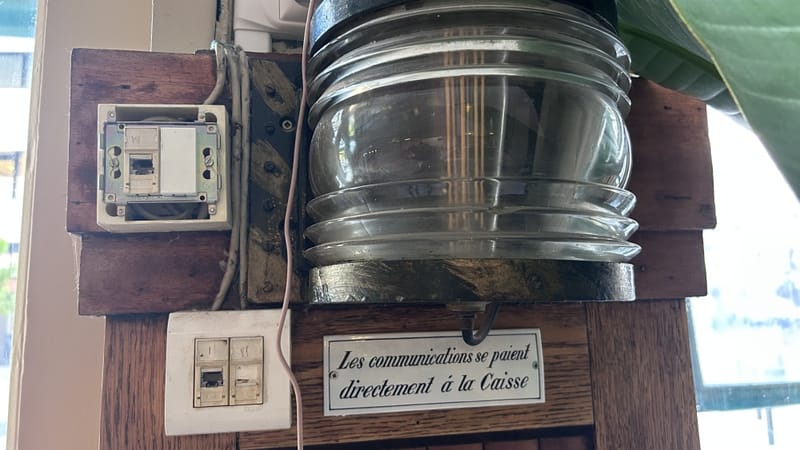 Les communications se paient
directement á la Caisse